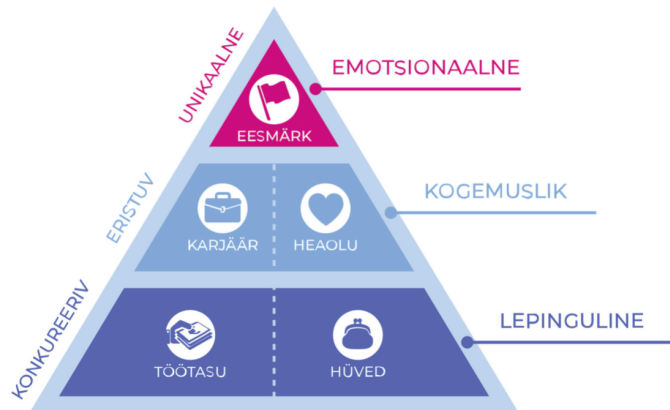 UNIKAALNE
EMOTSIONAALNE
EESMÄRK
ERISTUV
KOGEMUSLIK
KARJÄÄR
HEAOLU
KONKUREERIV
LEPINGULINE
TÖÖTASU
HÜVED